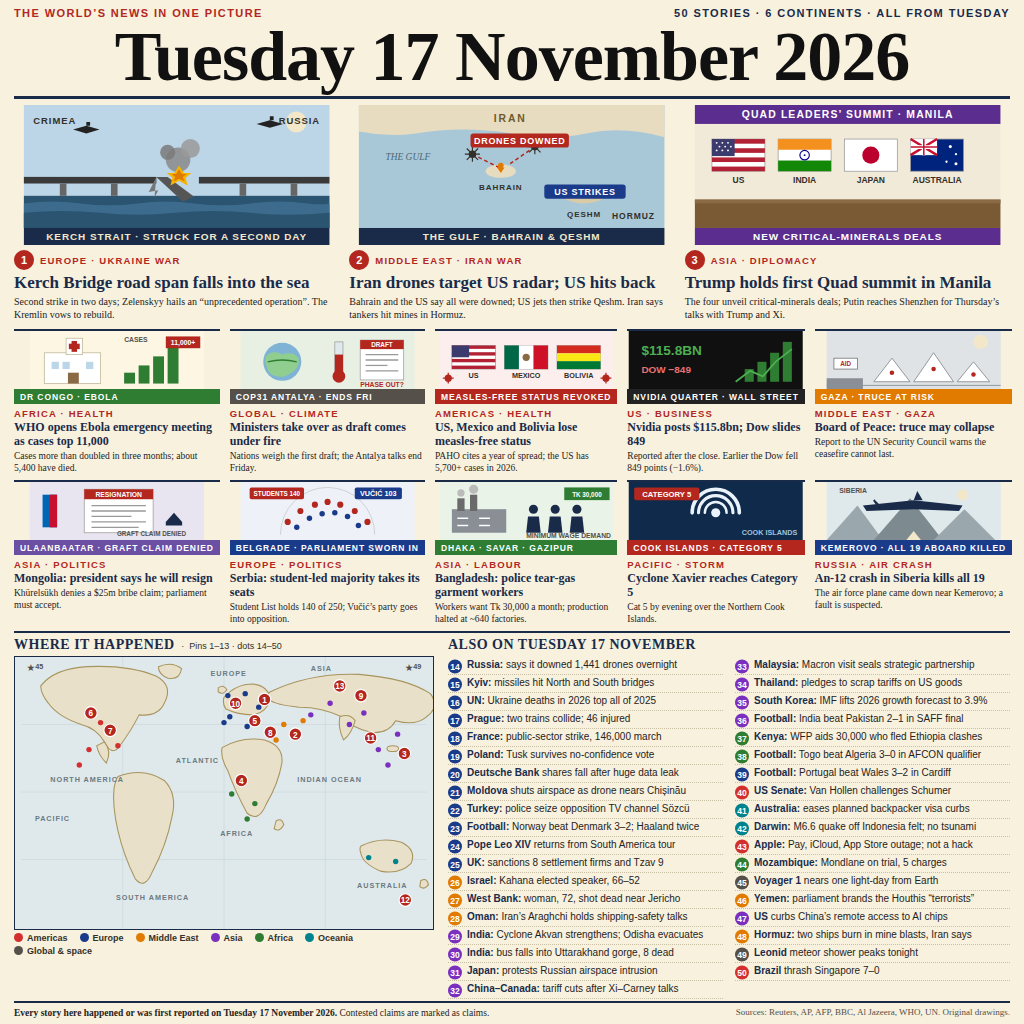 THE WORLD'S NEWS IN ONE PICTURE
50 STORIES · 6 CONTINENTS · ALL FROM TUESDAY
Tuesday 17 November 2026
CRIMEA
RUSSIA
KERCH STRAIT · STRUCK FOR A SECOND DAY
IRAN
DRONES DOWNED
THE GULF
BAHRAIN
US STRIKES
QESHM
HORMUZ
THE GULF · BAHRAIN & QESHM
QUAD LEADERS' SUMMIT · MANILA
US
INDIA
JAPAN
AUSTRALIA
NEW CRITICAL-MINERALS DEALS
1 EUROPE · UKRAINE WAR
Kerch Bridge road span falls into the sea
Second strike in two days; Zelenskyy hails an “unprecedented operation”. The
Kremlin vows to rebuild.
2 MIDDLE EAST · IRAN WAR
Iran drones target US radar; US hits back
Bahrain and the US say all were downed; US jets then strike Qeshm. Iran says
tankers hit mines in Hormuz.
3 ASIA · DIPLOMACY
Trump holds first Quad summit in Manila
The four unveil critical-minerals deals; Putin reaches Shenzhen for Thursday’s
talks with Trump and Xi.
CASES
11,000+
DR CONGO · EBOLA
AFRICA · HEALTH
WHO opens Ebola emergency meeting
as cases top 11,000
Cases more than doubled in three months; about
5,400 have died.
DRAFT
PHASE OUT?
COP31 ANTALYA · ENDS FRI
GLOBAL · CLIMATE
Ministers take over as draft comes
under fire
Nations weigh the first draft; the Antalya talks end
Friday.
US
MEXICO
BOLIVIA
MEASLES-FREE STATUS REVOKED
AMERICAS · HEALTH
US, Mexico and Bolivia lose
measles-free status
PAHO cites a year of spread; the US has
5,700+ cases in 2026.
$115.8BN
DOW −849
NVIDIA QUARTER · WALL STREET
US · BUSINESS
Nvidia posts $115.8bn; Dow slides
849
Reported after the close. Earlier the Dow fell
849 points (−1.6%).
AID
GAZA · TRUCE AT RISK
MIDDLE EAST · GAZA
Board of Peace: truce may collapse
Report to the UN Security Council warns the
ceasefire cannot last.
RESIGNATION
GRAFT CLAIM DENIED
ULAANBAATAR · GRAFT CLAIM DENIED
ASIA · POLITICS
Mongolia: president says he will resign
Khürelsükh denies a $25m bribe claim; parliament
must accept.
STUDENTS 140
VUČIĆ 103
BELGRADE · PARLIAMENT SWORN IN
EUROPE · POLITICS
Serbia: student-led majority takes its
seats
Student List holds 140 of 250; Vučić’s party goes
into opposition.
TK 30,000
MINIMUM WAGE DEMAND
DHAKA · SAVAR · GAZIPUR
ASIA · LABOUR
Bangladesh: police tear-gas
garment workers
Workers want Tk 30,000 a month; production
halted at ~640 factories.
CATEGORY 5
COOK ISLANDS
COOK ISLANDS · CATEGORY 5
PACIFIC · STORM
Cyclone Xavier reaches Category
5
Cat 5 by evening over the Northern Cook
Islands.
SIBERIA
KEMEROVO · ALL 19 ABOARD KILLED
RUSSIA · AIR CRASH
An-12 crash in Siberia kills all 19
The air force plane came down near Kemerovo; a
fault is suspected.
WHERE IT HAPPENED · Pins 1–13 · dots 14–50
★45
★49
EUROPE
ASIA
ATLANTIC
NORTH AMERICA
INDIAN OCEAN
PACIFIC
AFRICA
AUSTRALIA
SOUTH AMERICA
1
2
3
4
5
6
7
8
9
10
11
12
13
Americas
Europe
Middle East
Asia
Africa
Oceania
Global & space
ALSO ON TUESDAY 17 NOVEMBER
14 Russia: says it downed 1,441 drones overnight
15 Kyiv: missiles hit North and South bridges
16 UN: Ukraine deaths in 2026 top all of 2025
17 Prague: two trains collide; 46 injured
18 France: public-sector strike, 146,000 march
19 Poland: Tusk survives no-confidence vote
20 Deutsche Bank shares fall after huge data leak
21 Moldova shuts airspace as drone nears Chișinău
22 Turkey: police seize opposition TV channel Sözcü
23 Football: Norway beat Denmark 3–2; Haaland twice
24 Pope Leo XIV returns from South America tour
25 UK: sanctions 8 settlement firms and Tzav 9
26 Israel: Kahana elected speaker, 66–52
27 West Bank: woman, 72, shot dead near Jericho
28 Oman: Iran’s Araghchi holds shipping-safety talks
29 India: Cyclone Akvan strengthens; Odisha evacuates
30 India: bus falls into Uttarakhand gorge, 8 dead
31 Japan: protests Russian airspace intrusion
32 China–Canada: tariff cuts after Xi–Carney talks
33 Malaysia: Macron visit seals strategic partnership
34 Thailand: pledges to scrap tariffs on US goods
35 South Korea: IMF lifts 2026 growth forecast to 3.9%
36 Football: India beat Pakistan 2–1 in SAFF final
37 Kenya: WFP aids 30,000 who fled Ethiopia clashes
38 Football: Togo beat Algeria 3–0 in AFCON qualifier
39 Football: Portugal beat Wales 3–2 in Cardiff
40 US Senate: Van Hollen challenges Schumer
41 Australia: eases planned backpacker visa curbs
42 Darwin: M6.6 quake off Indonesia felt; no tsunami
43 Apple: Pay, iCloud, App Store outage; not a hack
44 Mozambique: Mondlane on trial, 5 charges
45 Voyager 1 nears one light-day from Earth
46 Yemen: parliament brands the Houthis “terrorists”
47 US curbs China’s remote access to AI chips
48 Hormuz: two ships burn in mine blasts, Iran says
49 Leonid meteor shower peaks tonight
50 Brazil thrash Singapore 7–0
Every story here happened or was first reported on Tuesday 17 November 2026. Contested claims are marked as claims.
Sources: Reuters, AP, AFP, BBC, Al Jazeera, WHO, UN. Original drawings.